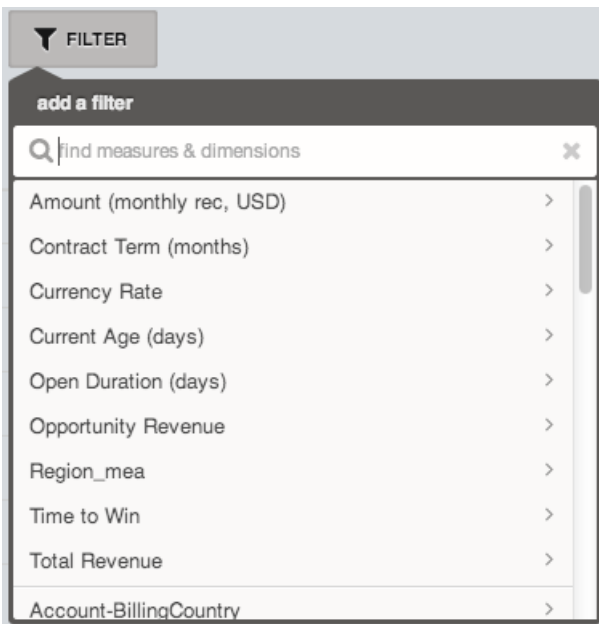 FILTER
add a filter
find measures & dimensions
Amount (monthly rec, USD)
Contract Term (months)
Currency Rate
Current Age (days)
Open Duration (days)
Opportunity Revenue
Region_mea
Time to Win
Total Revenue
Account-BillingCountry